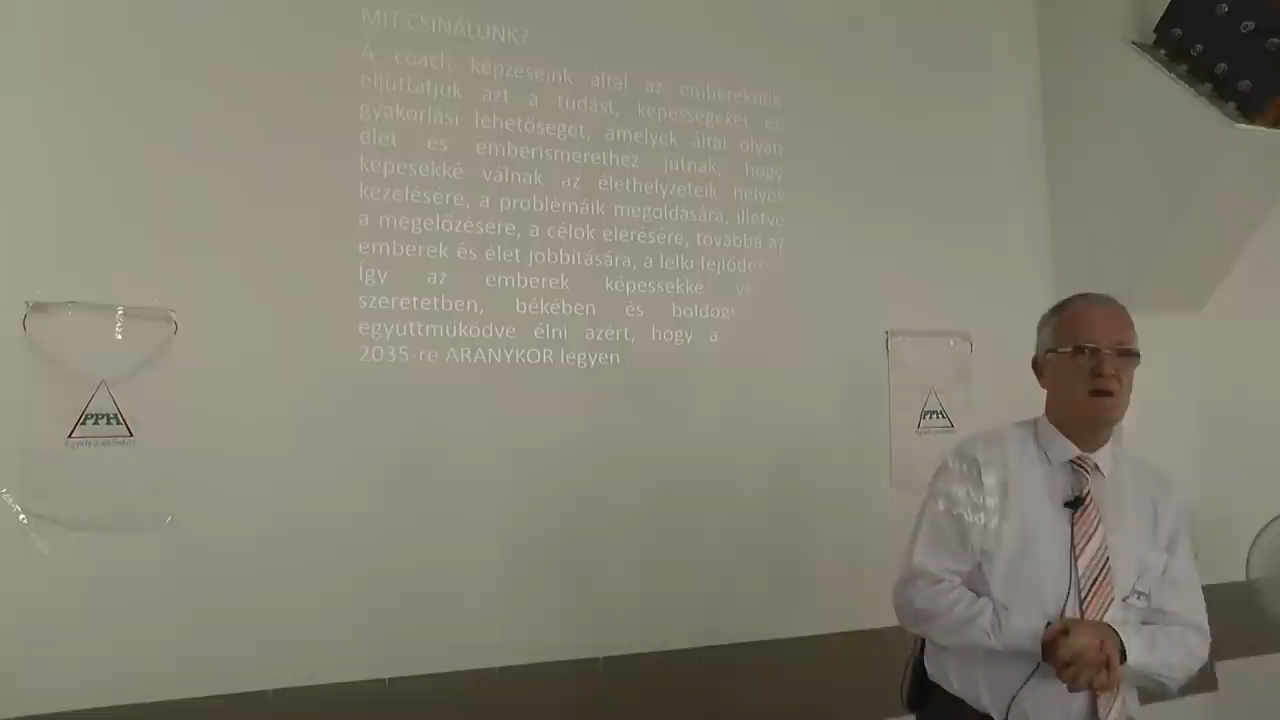 MIT CSINÁLUNK?
A coach képzéseink által az embereknek
eljuttatjuk azt a tudást, képességeket és
gyakorlási lehetőséget, amelyek által olyan
élet és emberismerethez jutnak, hogy
képesekké válnak az élethelyzeteik helyes
kezelésére, a problémáik megoldására, illetve
a megelőzésére, a célok elérésére, továbbá az
emberek és élet jobbítására, a lelki
Így az emberek képessekké
szeretetben, békében és
együttműködve élni azért, hogy a
2035-re ARANYKOR legyen
PPH
PPH